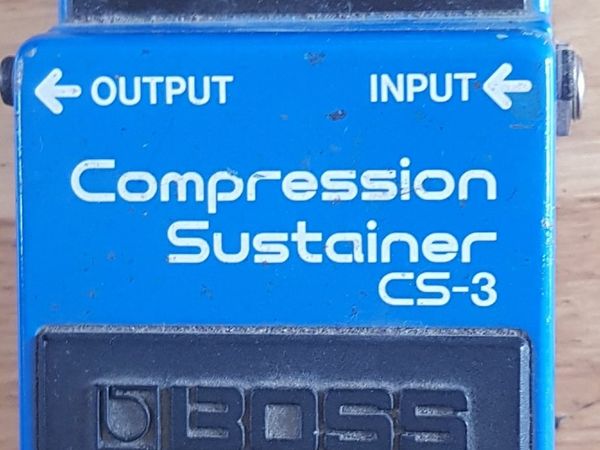 ← OUTPUT INPUT ←
Compression
Sustainer
CS-3
BOSS